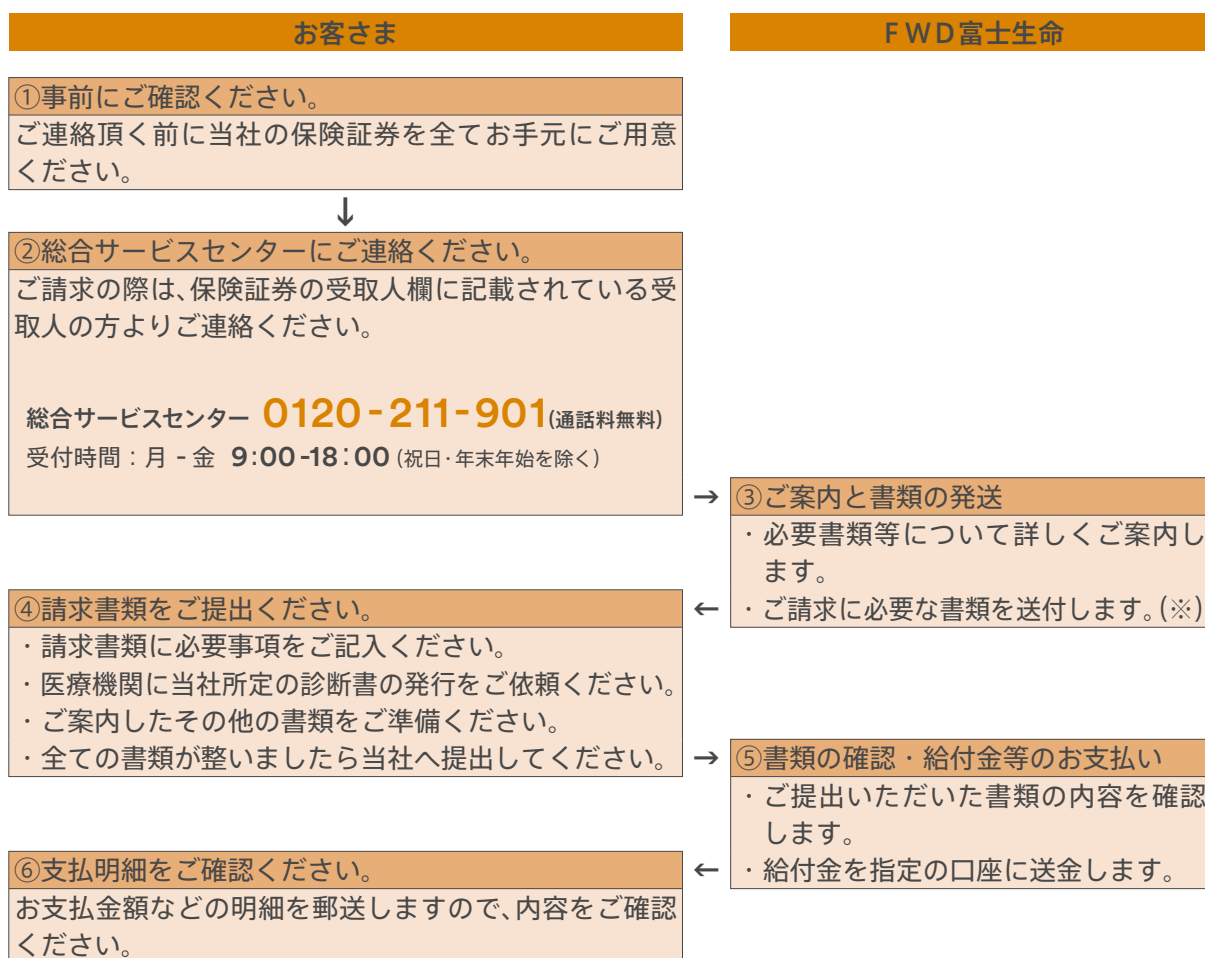 お客さま
ＦＷＤ富士生命
①事前にご確認ください。
ご連絡頂く前に当社の保険証券を全てお手元にご用意
ください。
↓
②総合サービスセンターにご連絡ください。
ご請求の際は、保険証券の受取人欄に記載されている受
取人の方よりご連絡ください。
総合サービスセンター 0120-211-901(通話料無料)
受付時間：月-金 9:00-18:00(祝日・年末年始を除く)
→
③ご案内と書類の発送
・必要書類等について詳しくご案内し
ます。
・ご請求に必要な書類を送付します。(※)
←
④請求書類をご提出ください。
・請求書類に必要事項をご記入ください。
・医療機関に当社所定の診断書の発行をご依頼ください。
・ご案内したその他の書類をご準備ください。
・全ての書類が整いましたら当社へ提出してください。
→
⑤書類の確認・給付金等のお支払い
・ご提出いただいた書類の内容を確認
します。
・給付金を指定の口座に送金します。
←
⑥支払明細をご確認ください。
お支払金額などの明細を郵送しますので、内容をご確認
ください。